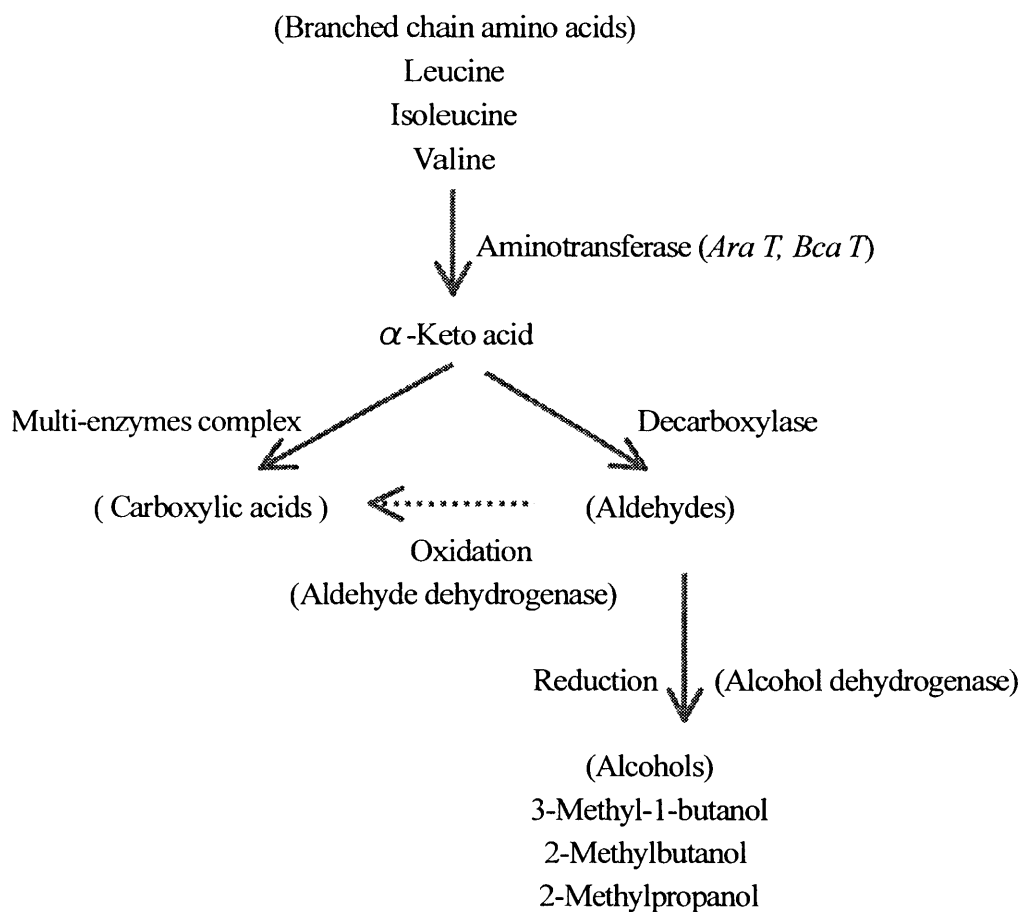 (Branched chain amino acids)
Leucine
Isoleucine
Valine
Aminotransferase (Ara T, Bca T)
α-Keto acid
Multi-enzymes complex
Decarboxylase
( Carboxylic acids )
(Aldehydes)
Oxidation
(Aldehyde dehydrogenase)
Reduction
(Alcohol dehydrogenase)
(Alcohols)
3-Methyl-1-butanol
2-Methylbutanol
2-Methylpropanol